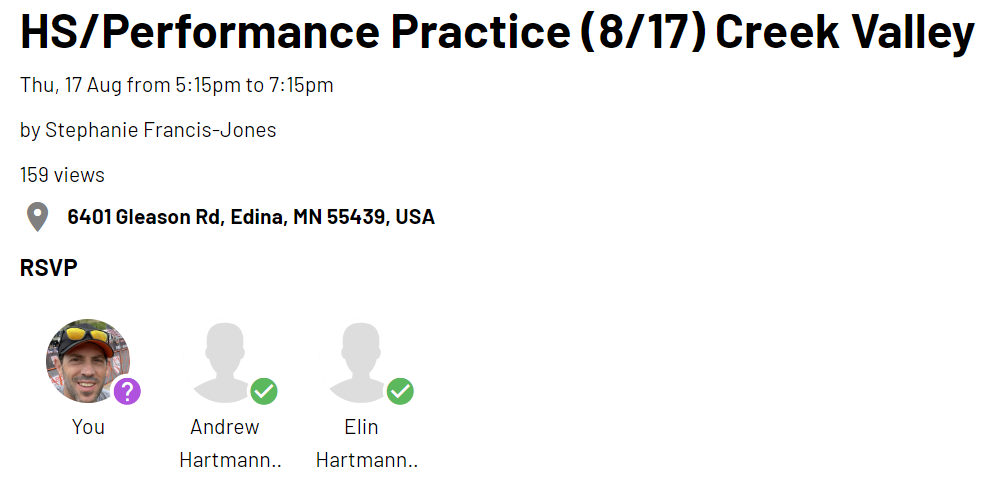 HS/Performance Practice (8/17) Creek Valley
Thu, 17 Aug from 5:15pm to 7:15pm
by Stephanie Francis-Jones
159 views
6401 Gleason Rd, Edina, MN 55439, USA
RSVP
?
You
Andrew
Hartmann..
Elin
Hartmann..